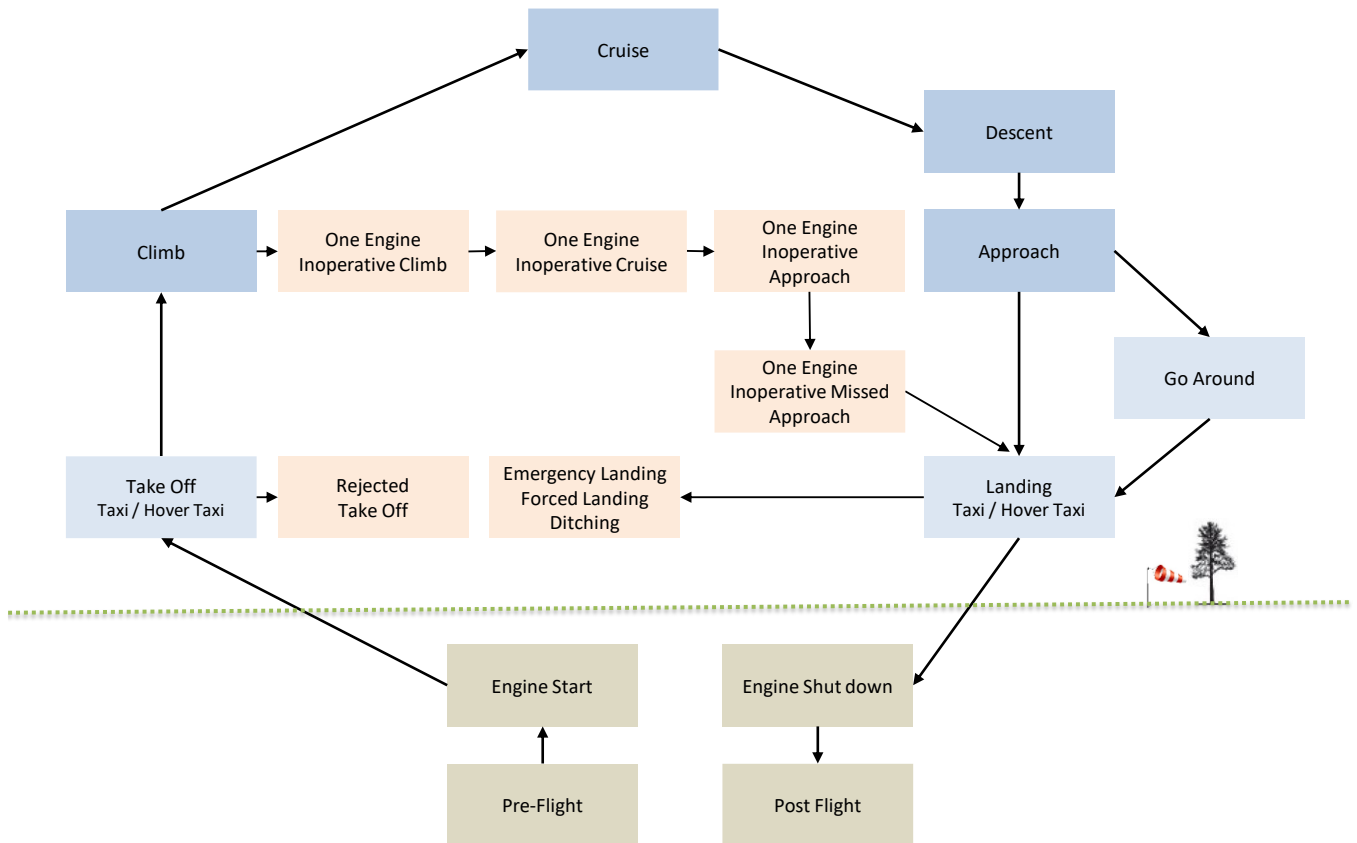 Cruise
Descent
Climb
One Engine
Inoperative Climb
One Engine
Inoperative Cruise
One Engine
Inoperative
Approach
Approach
One Engine
Inoperative Missed
Approach
Go Around
Take Off
Taxi / Hover Taxi
Rejected
Take Off
Emergency Landing
Forced Landing
Ditching
Landing
Taxi / Hover Taxi
Engine Start
Engine Shut down
Pre-Flight
Post Flight